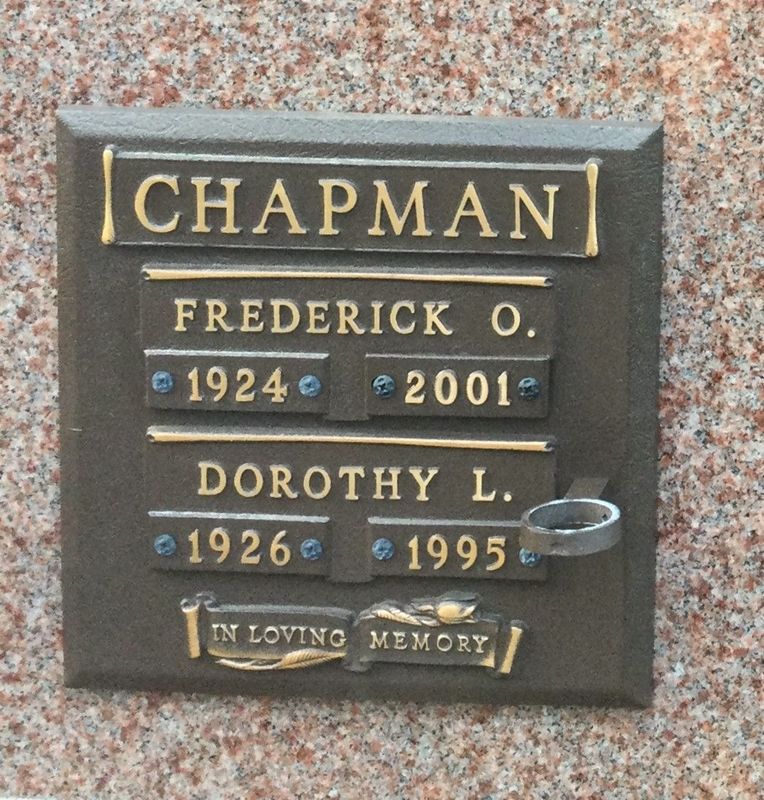 CHAPMAN
FREDERICK O.
1924 2001
DOROTHY L.
1926 1995
IN LOVING MEMORY